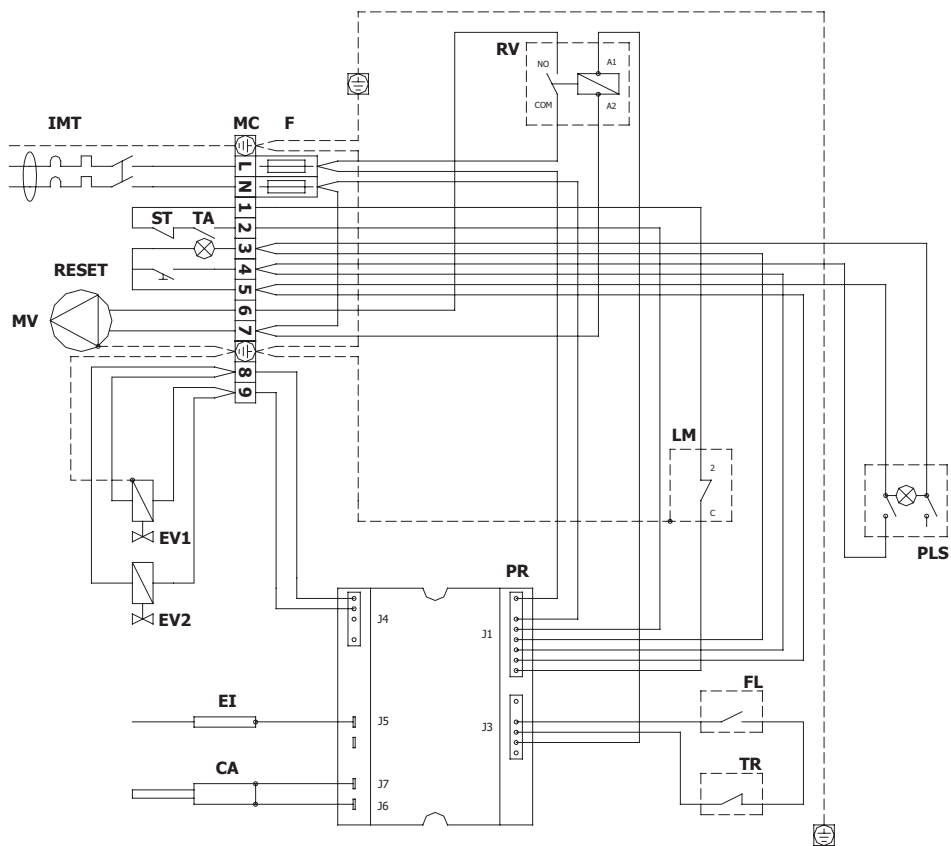 RV
NO
A1
COM
A2
IMT
MC
F
L
N
1
ST
TA
2
3
RESET
4
5
6
MV
7
8
9
LM
2
C
EV1
PLS
EV2
PR
J4
J1
EI
J5
J3
FL
CA
J7
TR
J6